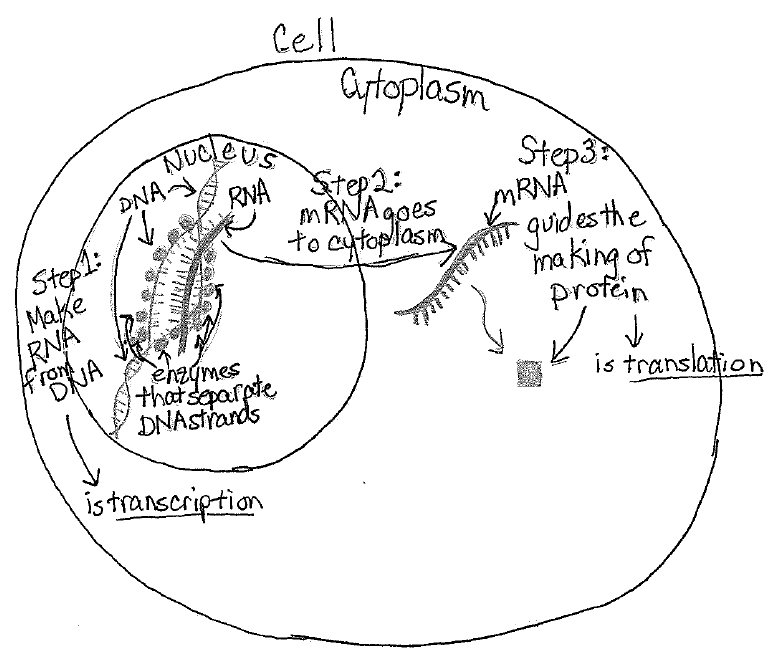 Cell
Cytoplasm
Nucleus
DNA
RNA
Step1:
Make
RNA
from
DNA
is transcription
enzymes
that separate
DNA strands
Step2:
mRNA goes
to cytoplasm
Step3:
mRNA
guides the
making of
protein
is translation